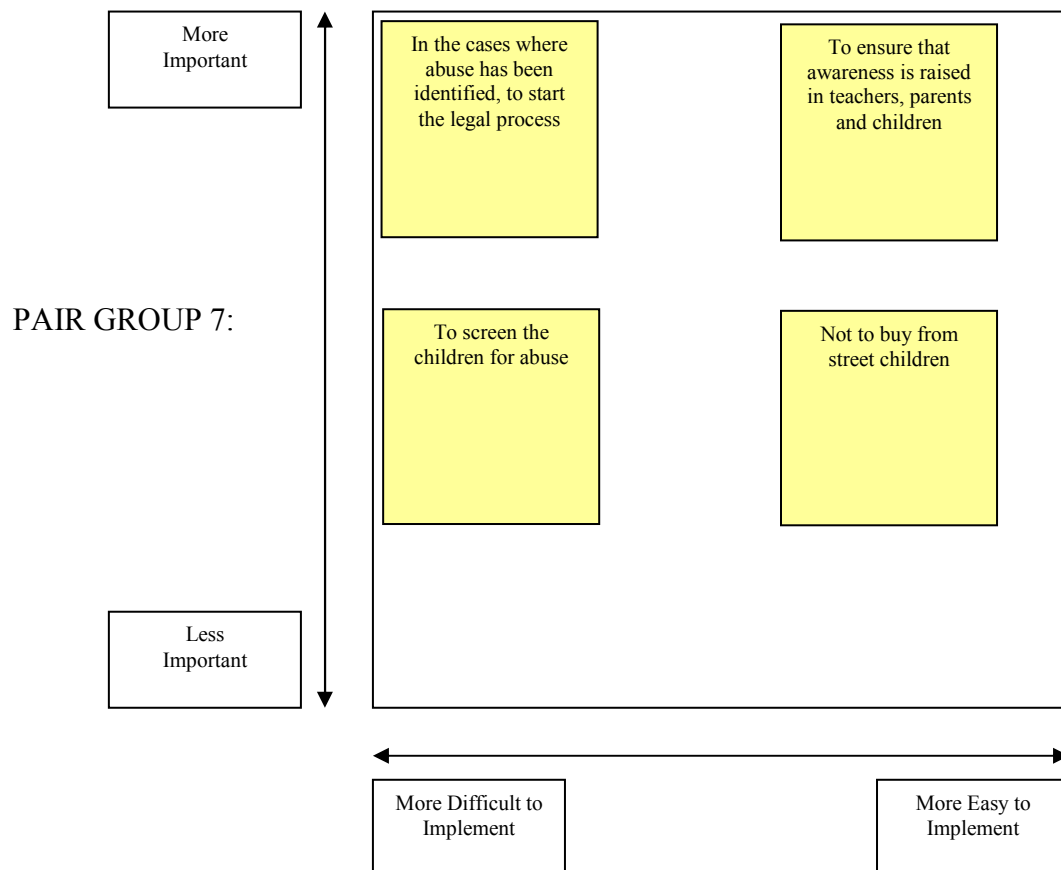 More
Important
In the cases where
abuse has been
identified, to start
the legal process
To ensure that
awareness is raised
in teachers, parents
and children
PAIR GROUP 7:
To screen the
children for abuse
Not to buy from
street children
Less
Important
More Difficult to
Implement
More Easy to
Implement